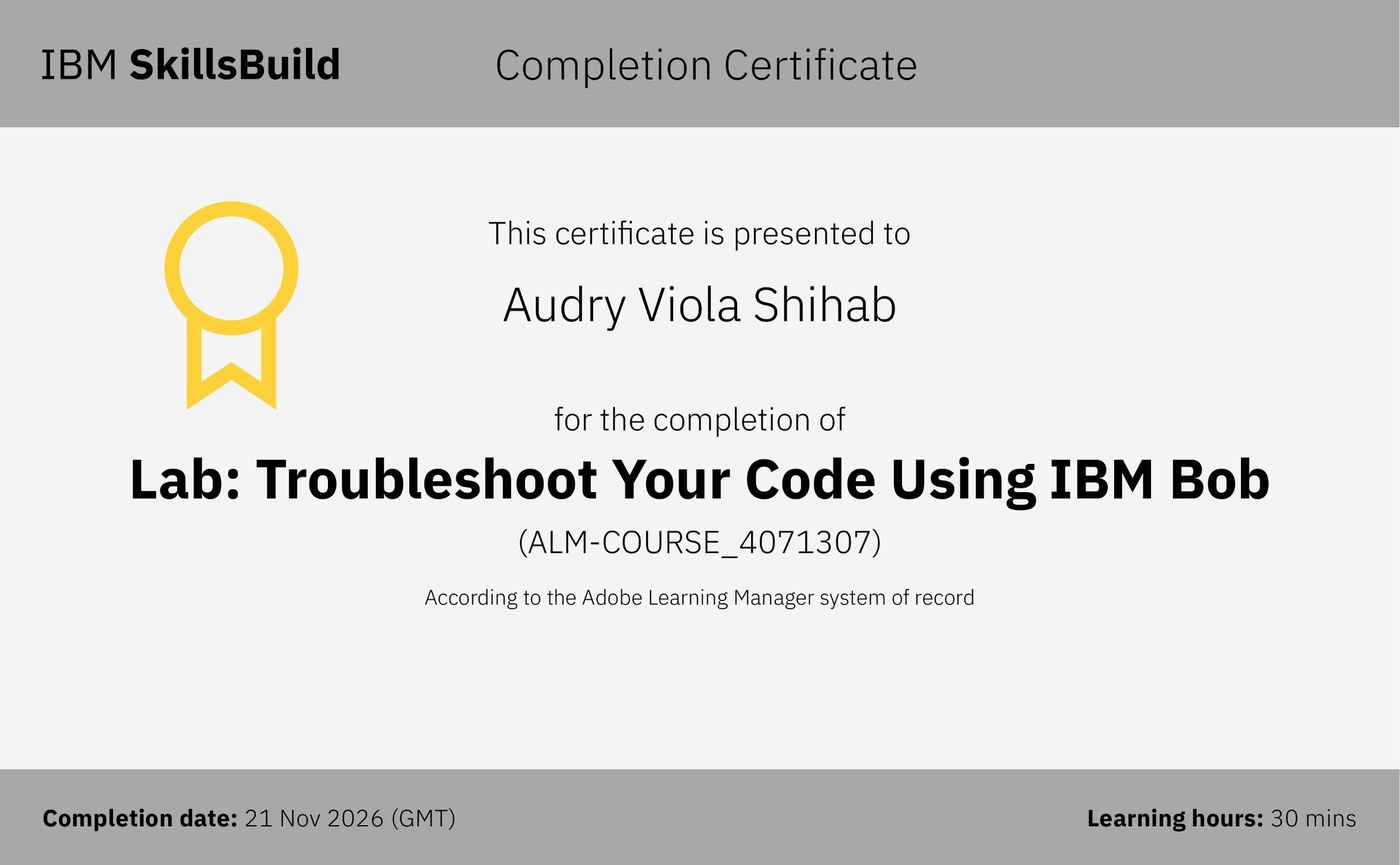 IBM SkillsBuild
Completion Certificate
This certificate is presented to
Audry Viola Shihab
for the completion of
Lab: Troubleshoot Your Code Using IBM Bob
(ALM-COURSE_4071307)
According to the Adobe Learning Manager system of record
Completion date: 21 Nov 2026 (GMT)
Learning hours: 30 mins